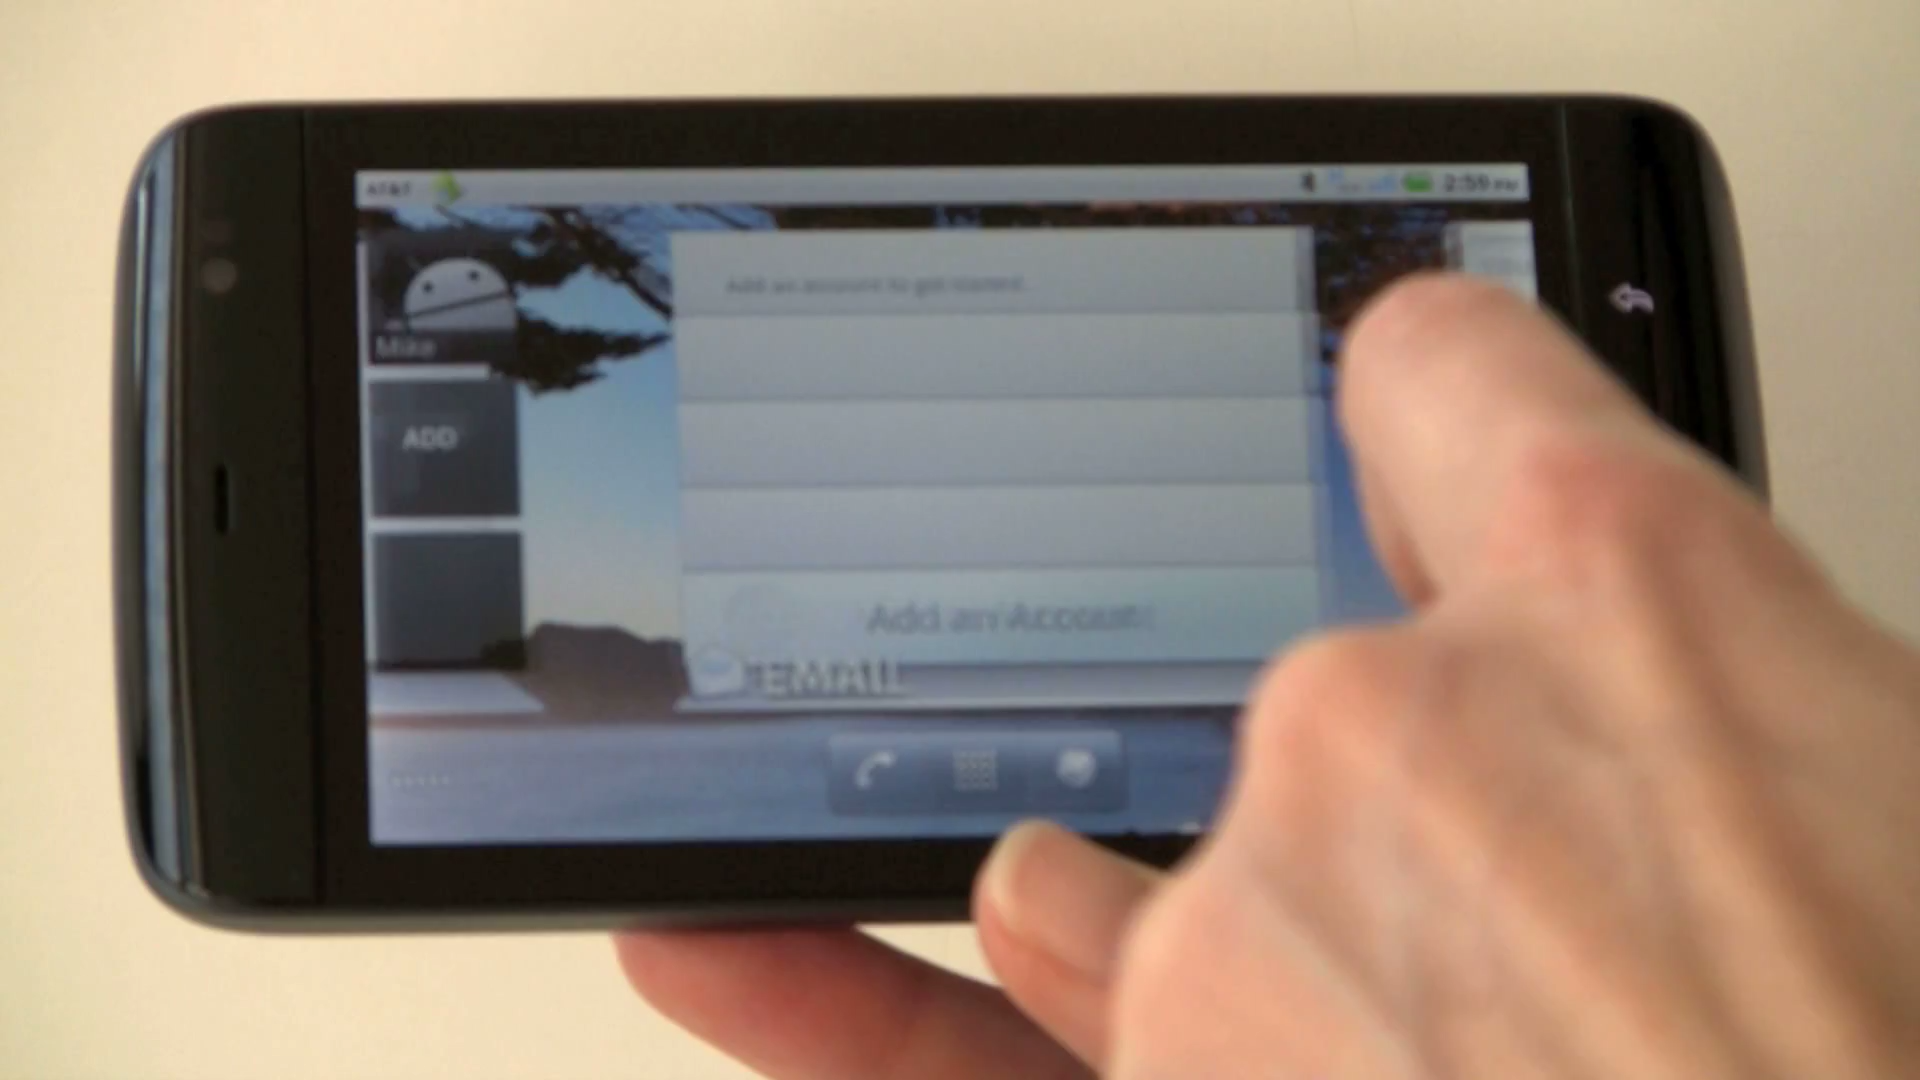 AT&T
2:59 PM
Mike
Add an account to get started.
ADD
Add an Account
EMAIL